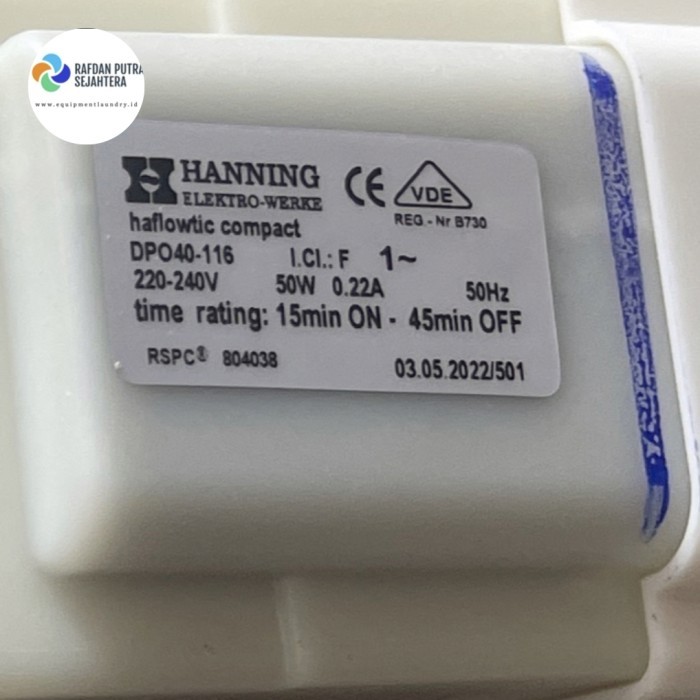 RAFDAN PUTRA
SEJAHTERA
www.equipmentlaundry.id
HANNING
ELEKTRO-WERKE
CE
VDE
REG.-Nr B730
haflowtic compact
DPO40-116 I.Cl.: F 1~
220-240V 50W 0.22A 50Hz
time rating: 15min ON - 45min OFF
RSPC® 804038 03.05.2022/501